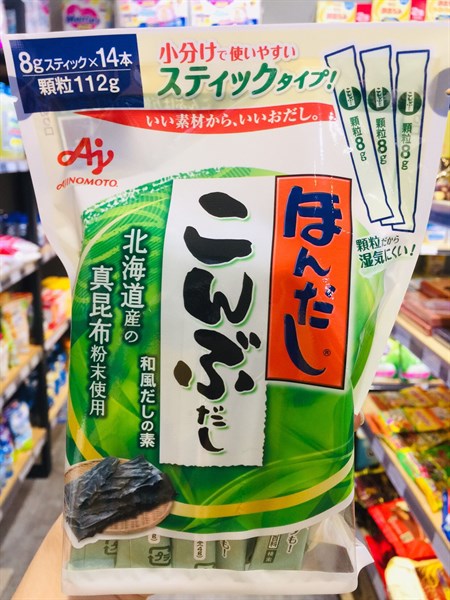 8gスティック×14本
顆粒112g
小分けで使いやすい
スティックタイプ!
いい素材から、いいおだし。
顆粒8g
顆粒8g
顆粒8g
顆粒だから
湿気にくい!
Aj
AJINOMOTO®
ほんだし®
こんぶだし
和風だしの素
北海道産の
真昆布粉末使用